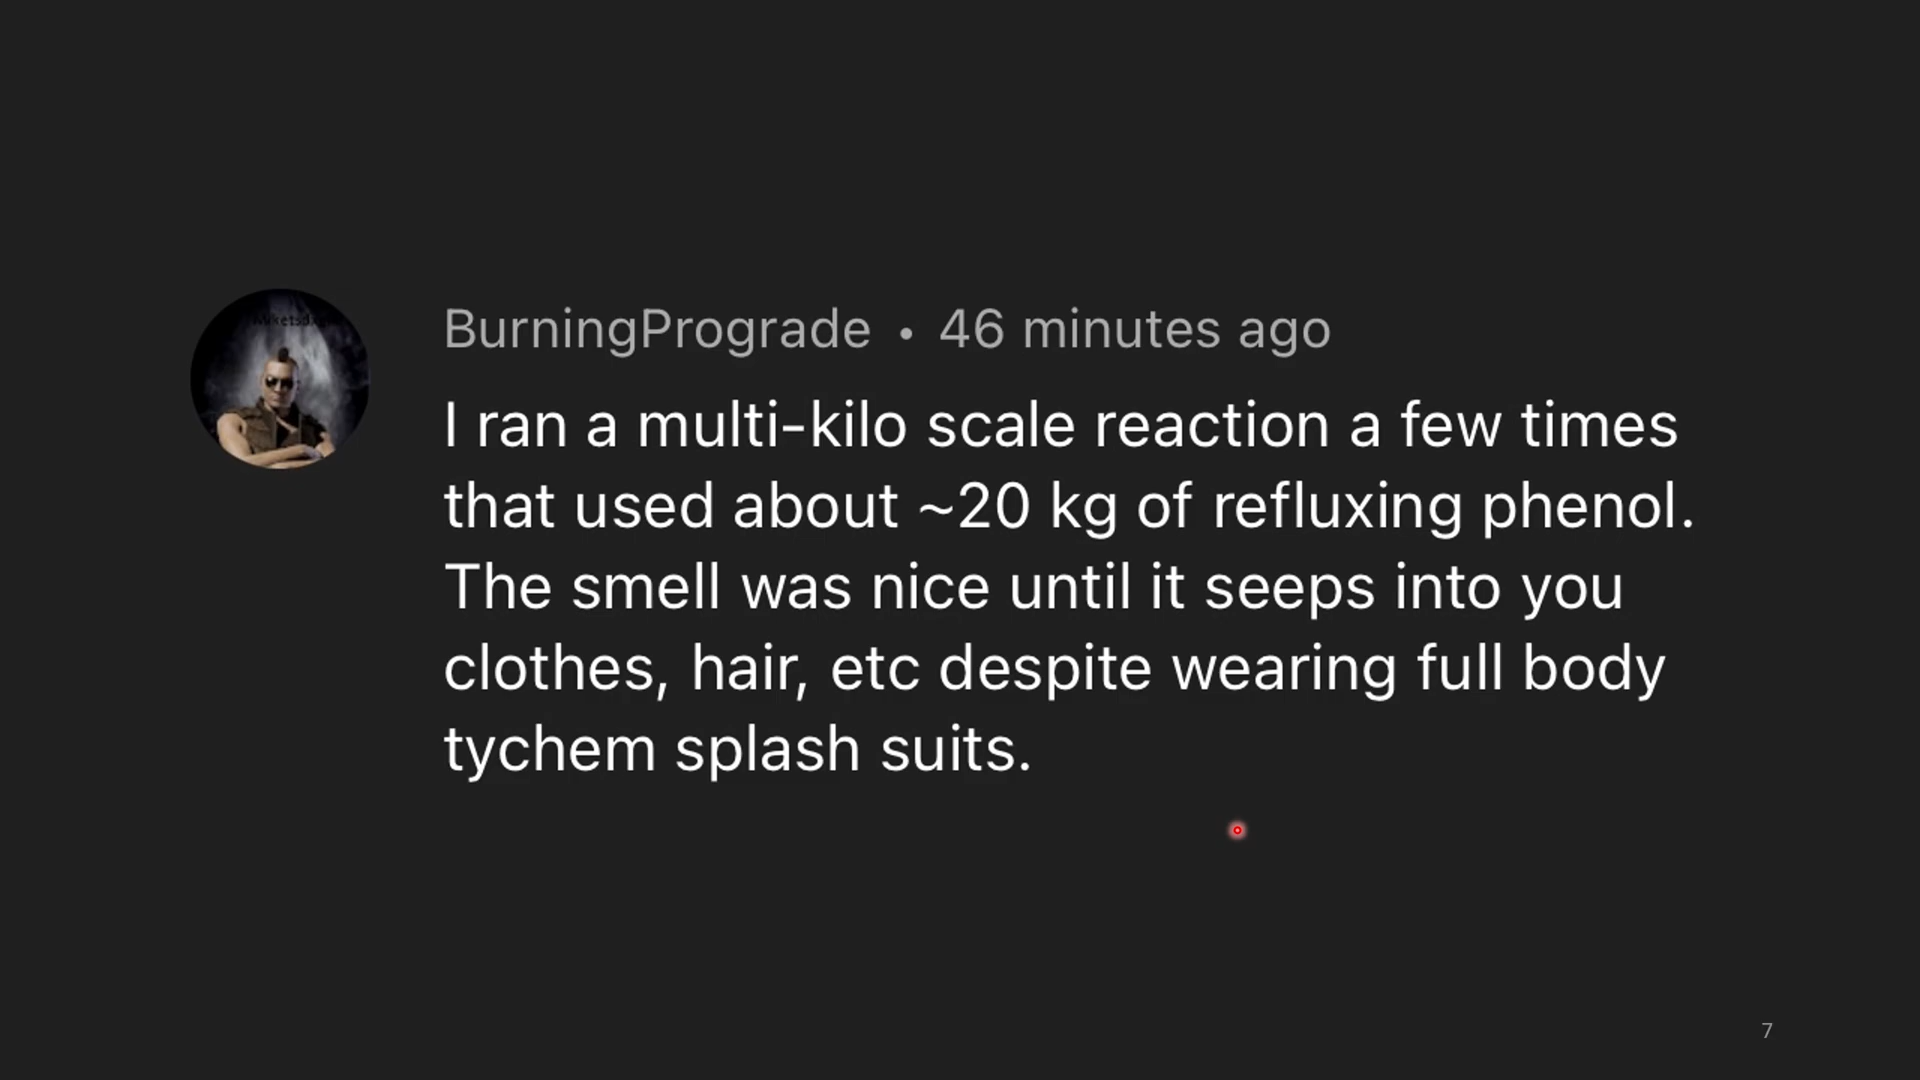 BurningPrograde • 46 minutes ago
I ran a multi-kilo scale reaction a few times
that used about ~20 kg of refluxing phenol.
The smell was nice until it seeps into you
clothes, hair, etc despite wearing full body
tychem splash suits.
7